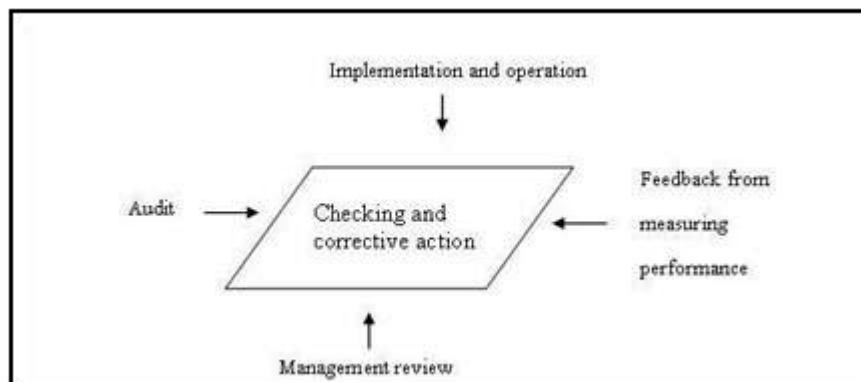 Implementation and operation
Audit
Checking and
corrective action
Feedback from
measuring
performance
Management review